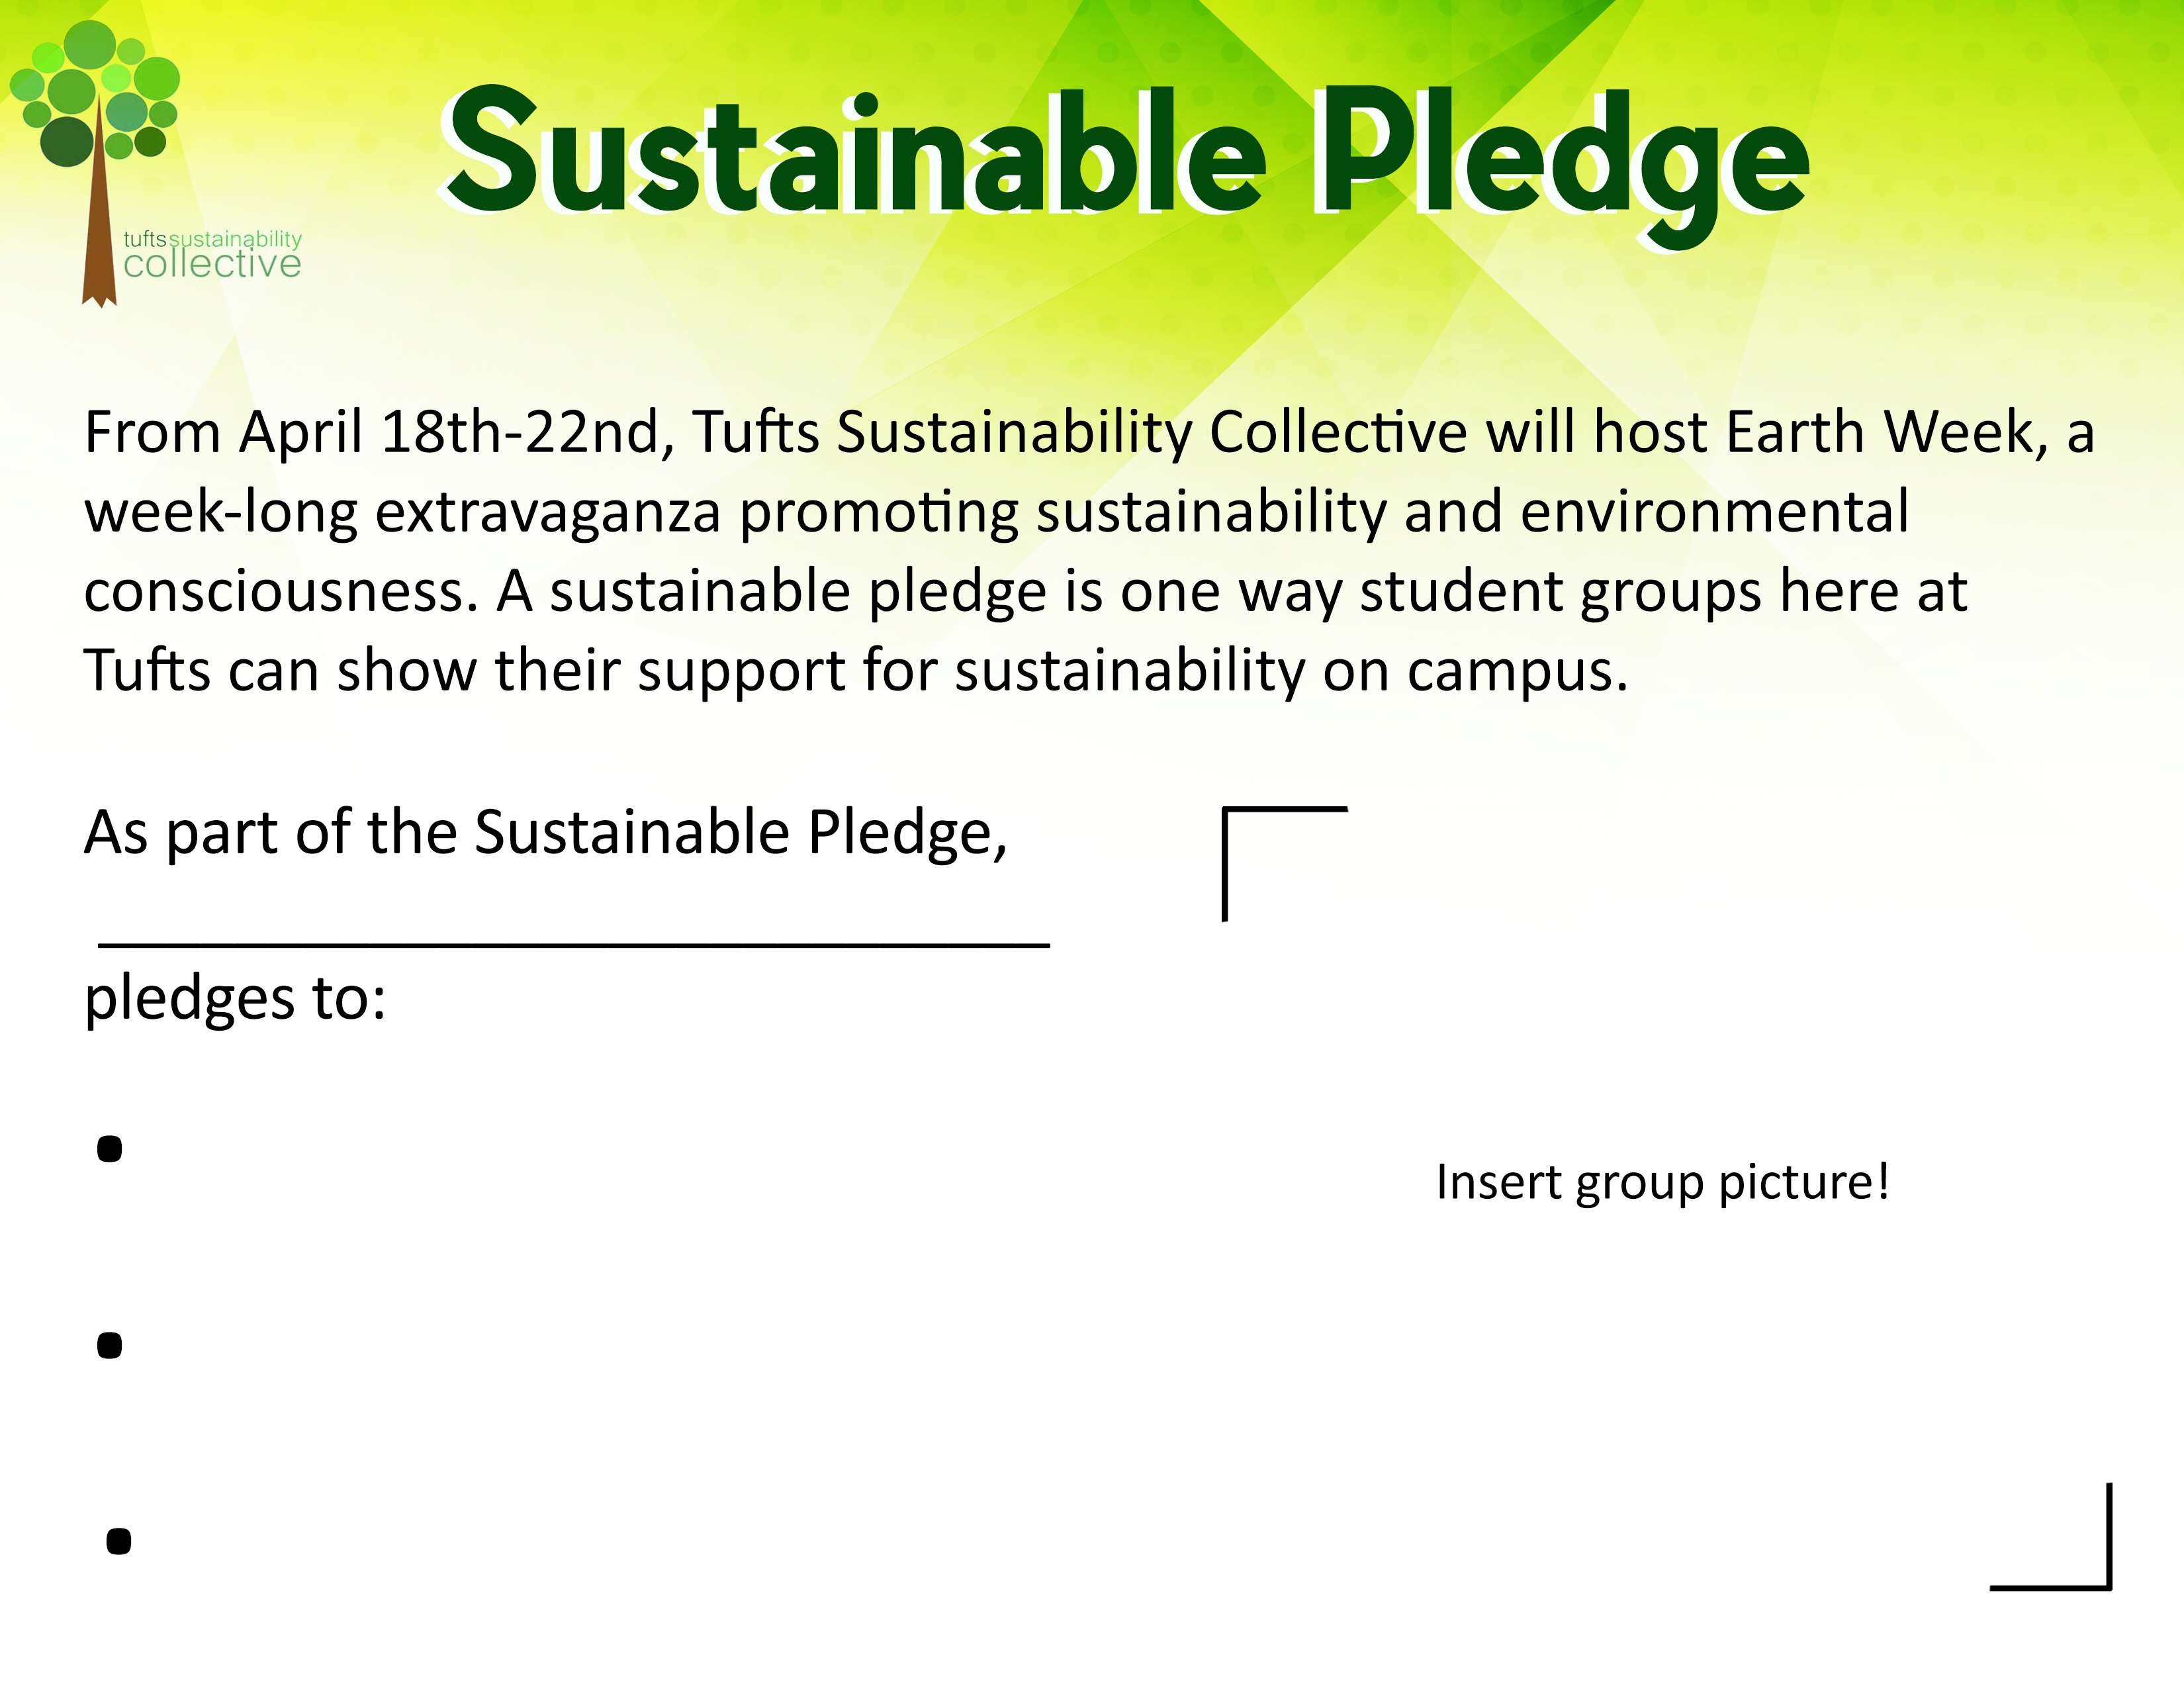 Sustainable Pledge
tuftssustainability
collective
From April 18th-22nd, Tufts Sustainability Collective will host Earth Week, a
week-long extravaganza promoting sustainability and environmental
consciousness. A sustainable pledge is one way student groups here at
Tufts can show their support for sustainability on campus.
As part of the Sustainable Pledge,
pledges to:
Insert group picture!